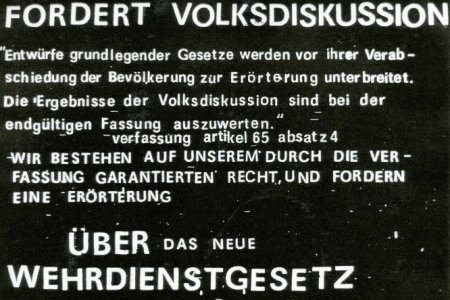 FORDERT VOLKSDISKUSSION
"Entwürfe grundlegender Gesetze werden vor ihrer Verab-
schiedung der Bevölkerung zur Erörterung unterbreitet.
Die Ergebnisse der Volksdiskussion sind bei der
endgültigen Fassung auszuwerten."
verfassung artikel 65 absatz 4
WIR BESTEHEN AUF UNSEREM DURCH DIE VER-
FASSUNG GARANTIERTEN RECHT, UND FORDERN
EINE ERÖRTERUNG
ÜBER DAS NEUE
WEHRDIENSTGESETZ